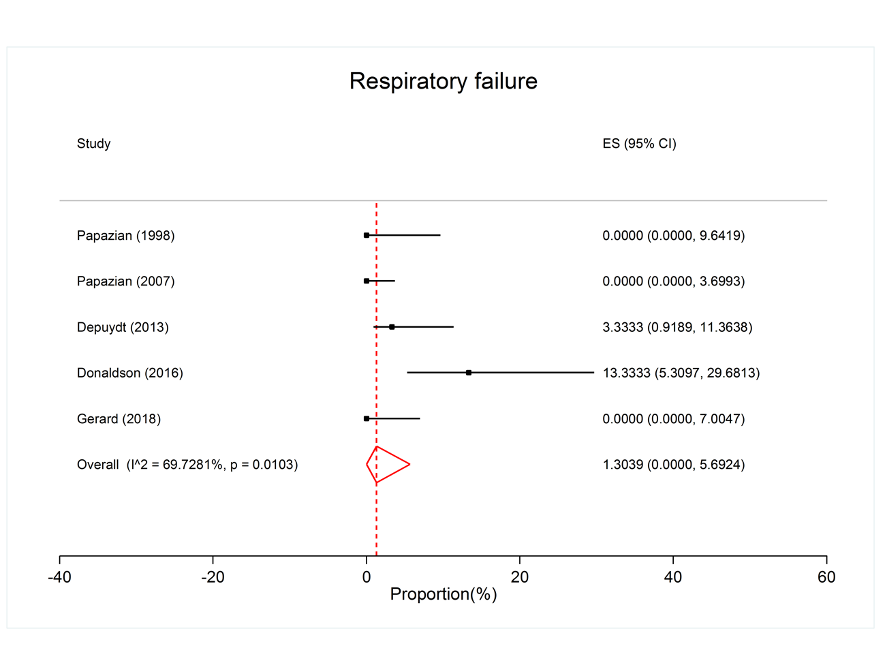 Respiratory failure
Study ES (95% CI)
Papazian (1998) 0.0000 (0.0000, 9.6419)
Papazian (2007) 0.0000 (0.0000, 3.6993)
Depuydt (2013) 3.3333 (0.9189, 11.3638)
Donaldson (2016) 13.3333 (5.3097, 29.6813)
Gerard (2018) 0.0000 (0.0000, 7.0047)
Overall (I^2 = 69.7281%, p = 0.0103) 1.3039 (0.0000, 5.6924)
-40 -20 0 20 40 60
Proportion(%)